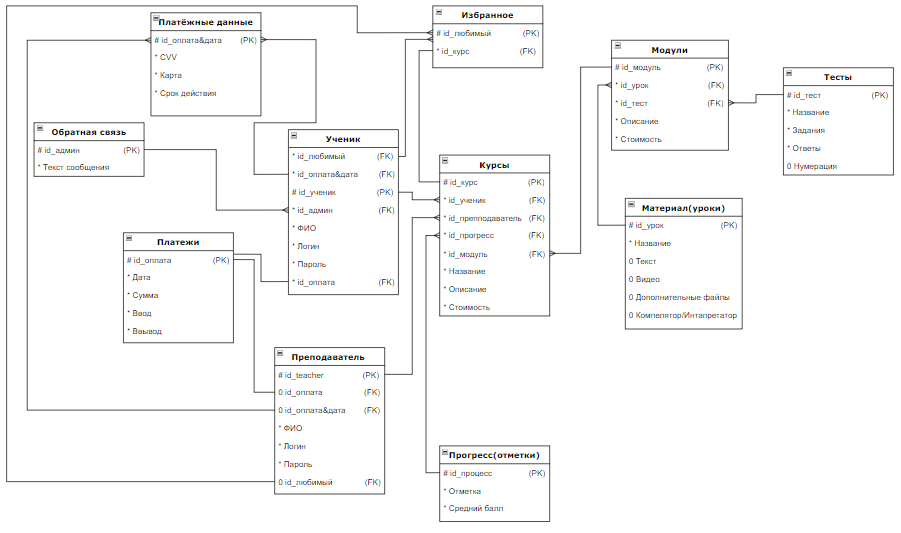 Платёжные данные
# id_оплата&дата (PK)
* CVV
* Карта
* Срок действия
Избранное
# id_любимый (PK)
* id_курс (FK)
Модули
# id_модуль (PK)
* id_урок (FK)
* id_тест (FK)
* Описание
* Стоимость
Тесты
# id_тест (PK)
* Название
* Задания
* Ответы
0 Нумерация
Обратная связь
# id_админ (PK)
* Текст сообщения
Ученик
* id_любимый (FK)
* id_оплата&дата (FK)
# id_ученик (PK)
* id_админ (FK)
* ФИО
* Логин
* Пароль
* id_оплата (FK)
Курсы
# id_курс (PK)
* id_ученик (FK)
* id_преподаватель (FK)
* id_прогресс (FK)
* id_модуль (FK)
* Название
* Описание
* Стоимость
Материал(уроки)
# id_урок (PK)
* Название
0 Текст
0 Видео
0 Дополнительные файлы
0 Компелятор/Интапретатор
Платежи
# id_оплата (PK)
* Дата
* Сумма
* Ввод
* Ввывод
Преподаватель
# id_teacher (PK)
0 id_оплата (FK)
0 id_оплата&дата (FK)
* ФИО
* Логин
* Пароль
0 id_любимый (FK)
Прогресс(отметки)
# id_процесс (PK)
* Отметка
* Средний балл